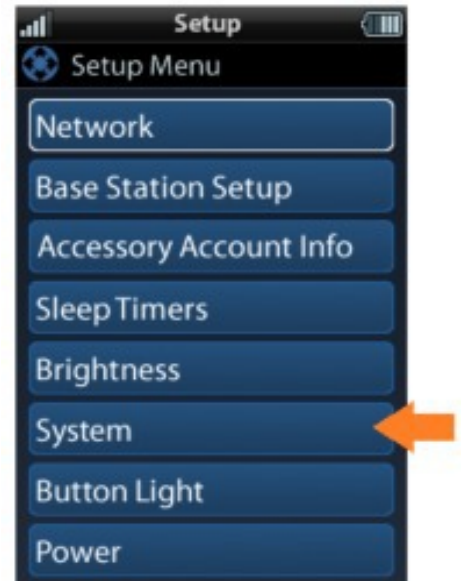 Setup
Setup Menu
Network
Base Station Setup
Accessory Account Info
Sleep Timers
Brightness
System
Button Light
Power